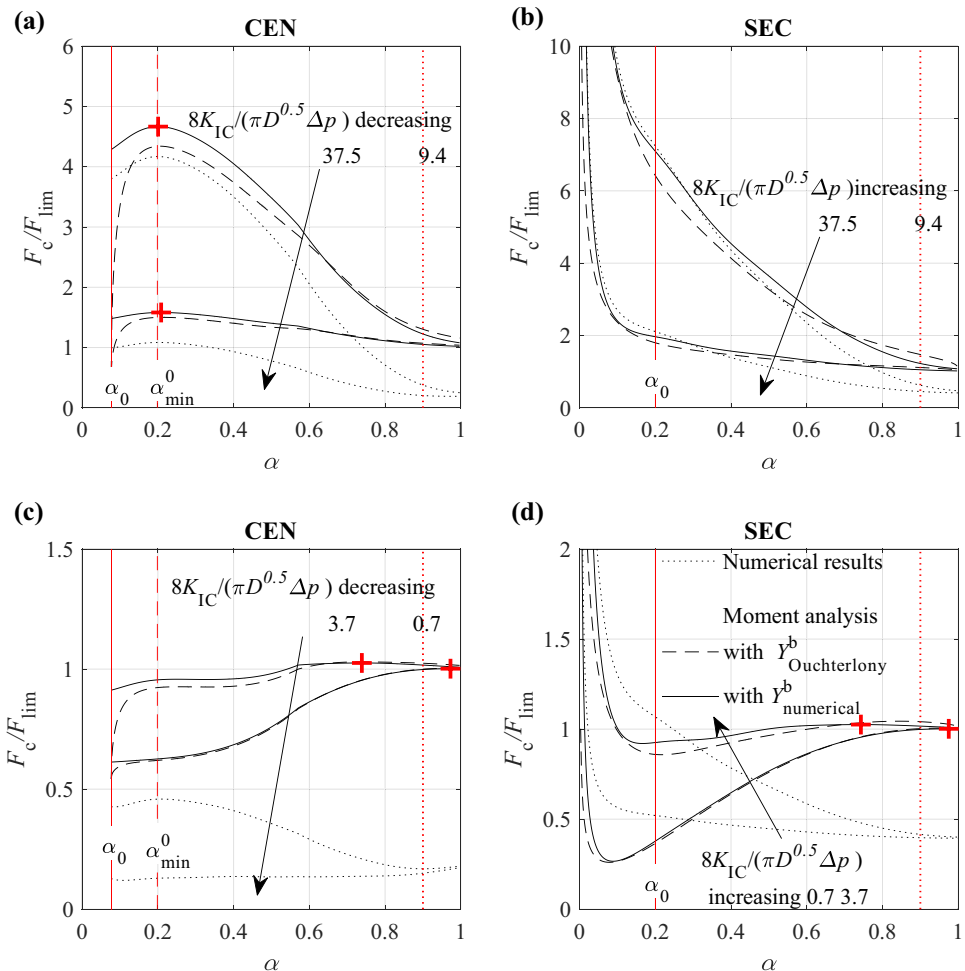 (a)
CEN
6
5
4
3
2
1
0
F_c/F_lim
8K_IC/(πD^0.5 Δp) decreasing
37.5 9.4
α_0 α^0_min
0 0.2 0.4 0.6 0.8 1
α
(b)
SEC
10
8
6
4
2
0
F_c/F_lim
8K_IC/(πD^0.5 Δp)increasing
37.5 9.4
α_0
0 0.2 0.4 0.6 0.8 1
α
(c)
CEN
1.5
1
0.5
0
F_c/F_lim
8K_IC/(πD^0.5 Δp) decreasing
3.7 0.7
α_0 α^0_min
0 0.2 0.4 0.6 0.8 1
α
(d)
SEC
2
1.5
1
0.5
0
F_c/F_lim
Numerical results
Moment analysis
with Y^b_Ouchterlony
with Y^b_numerical
8K_IC/(πD^0.5 Δp)
increasing 0.7 3.7
α_0
0 0.2 0.4 0.6 0.8 1
α